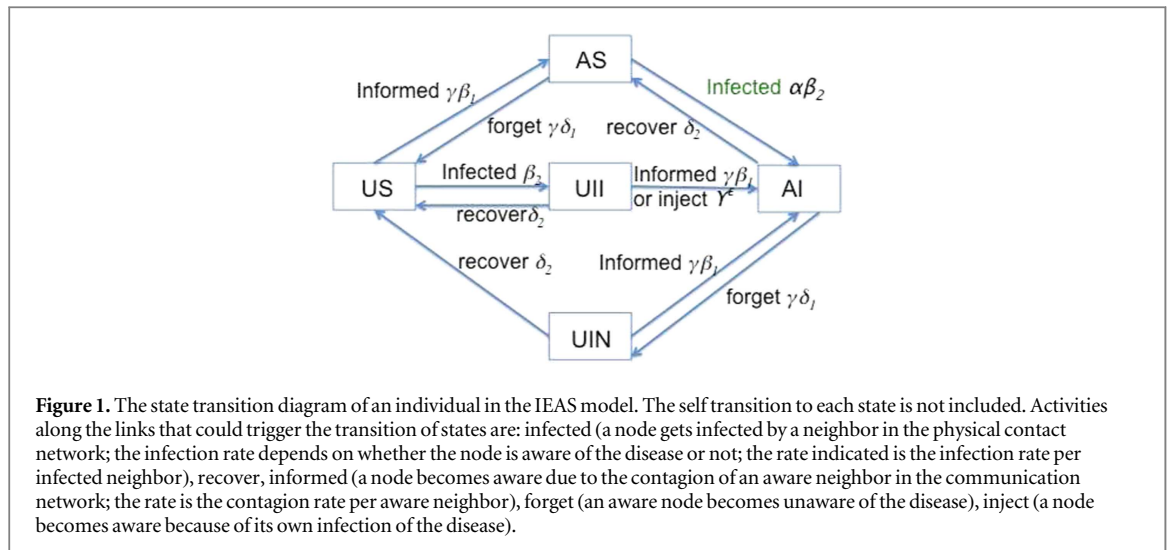 AS
Informed γβ₁
Infected αβ₂
forget γδ₁
recover δ₂
US
Infected β₂
UII
Informed γβ₁
AI
or inject ϒᵋ
recoverδ₂
recover δ₂
Informed γβ₁
forget γδ₁
UIN
Figure 1. The state transition diagram of an individual in the IEAS model. The self transition to each state is not included. Activities
along the links that could trigger the transition of states are: infected (a node gets infected by a neighbor in the physical contact
network; the infection rate depends on whether the node is aware of the disease or not; the rate indicated is the infection rate per
infected neighbor), recover, informed (a node becomes aware due to the contagion of an aware neighbor in the communication
network; the rate is the contagion rate per aware neighbor), forget (an aware node becomes unaware of the disease), inject (a node
becomes aware because of its own infection of the disease).